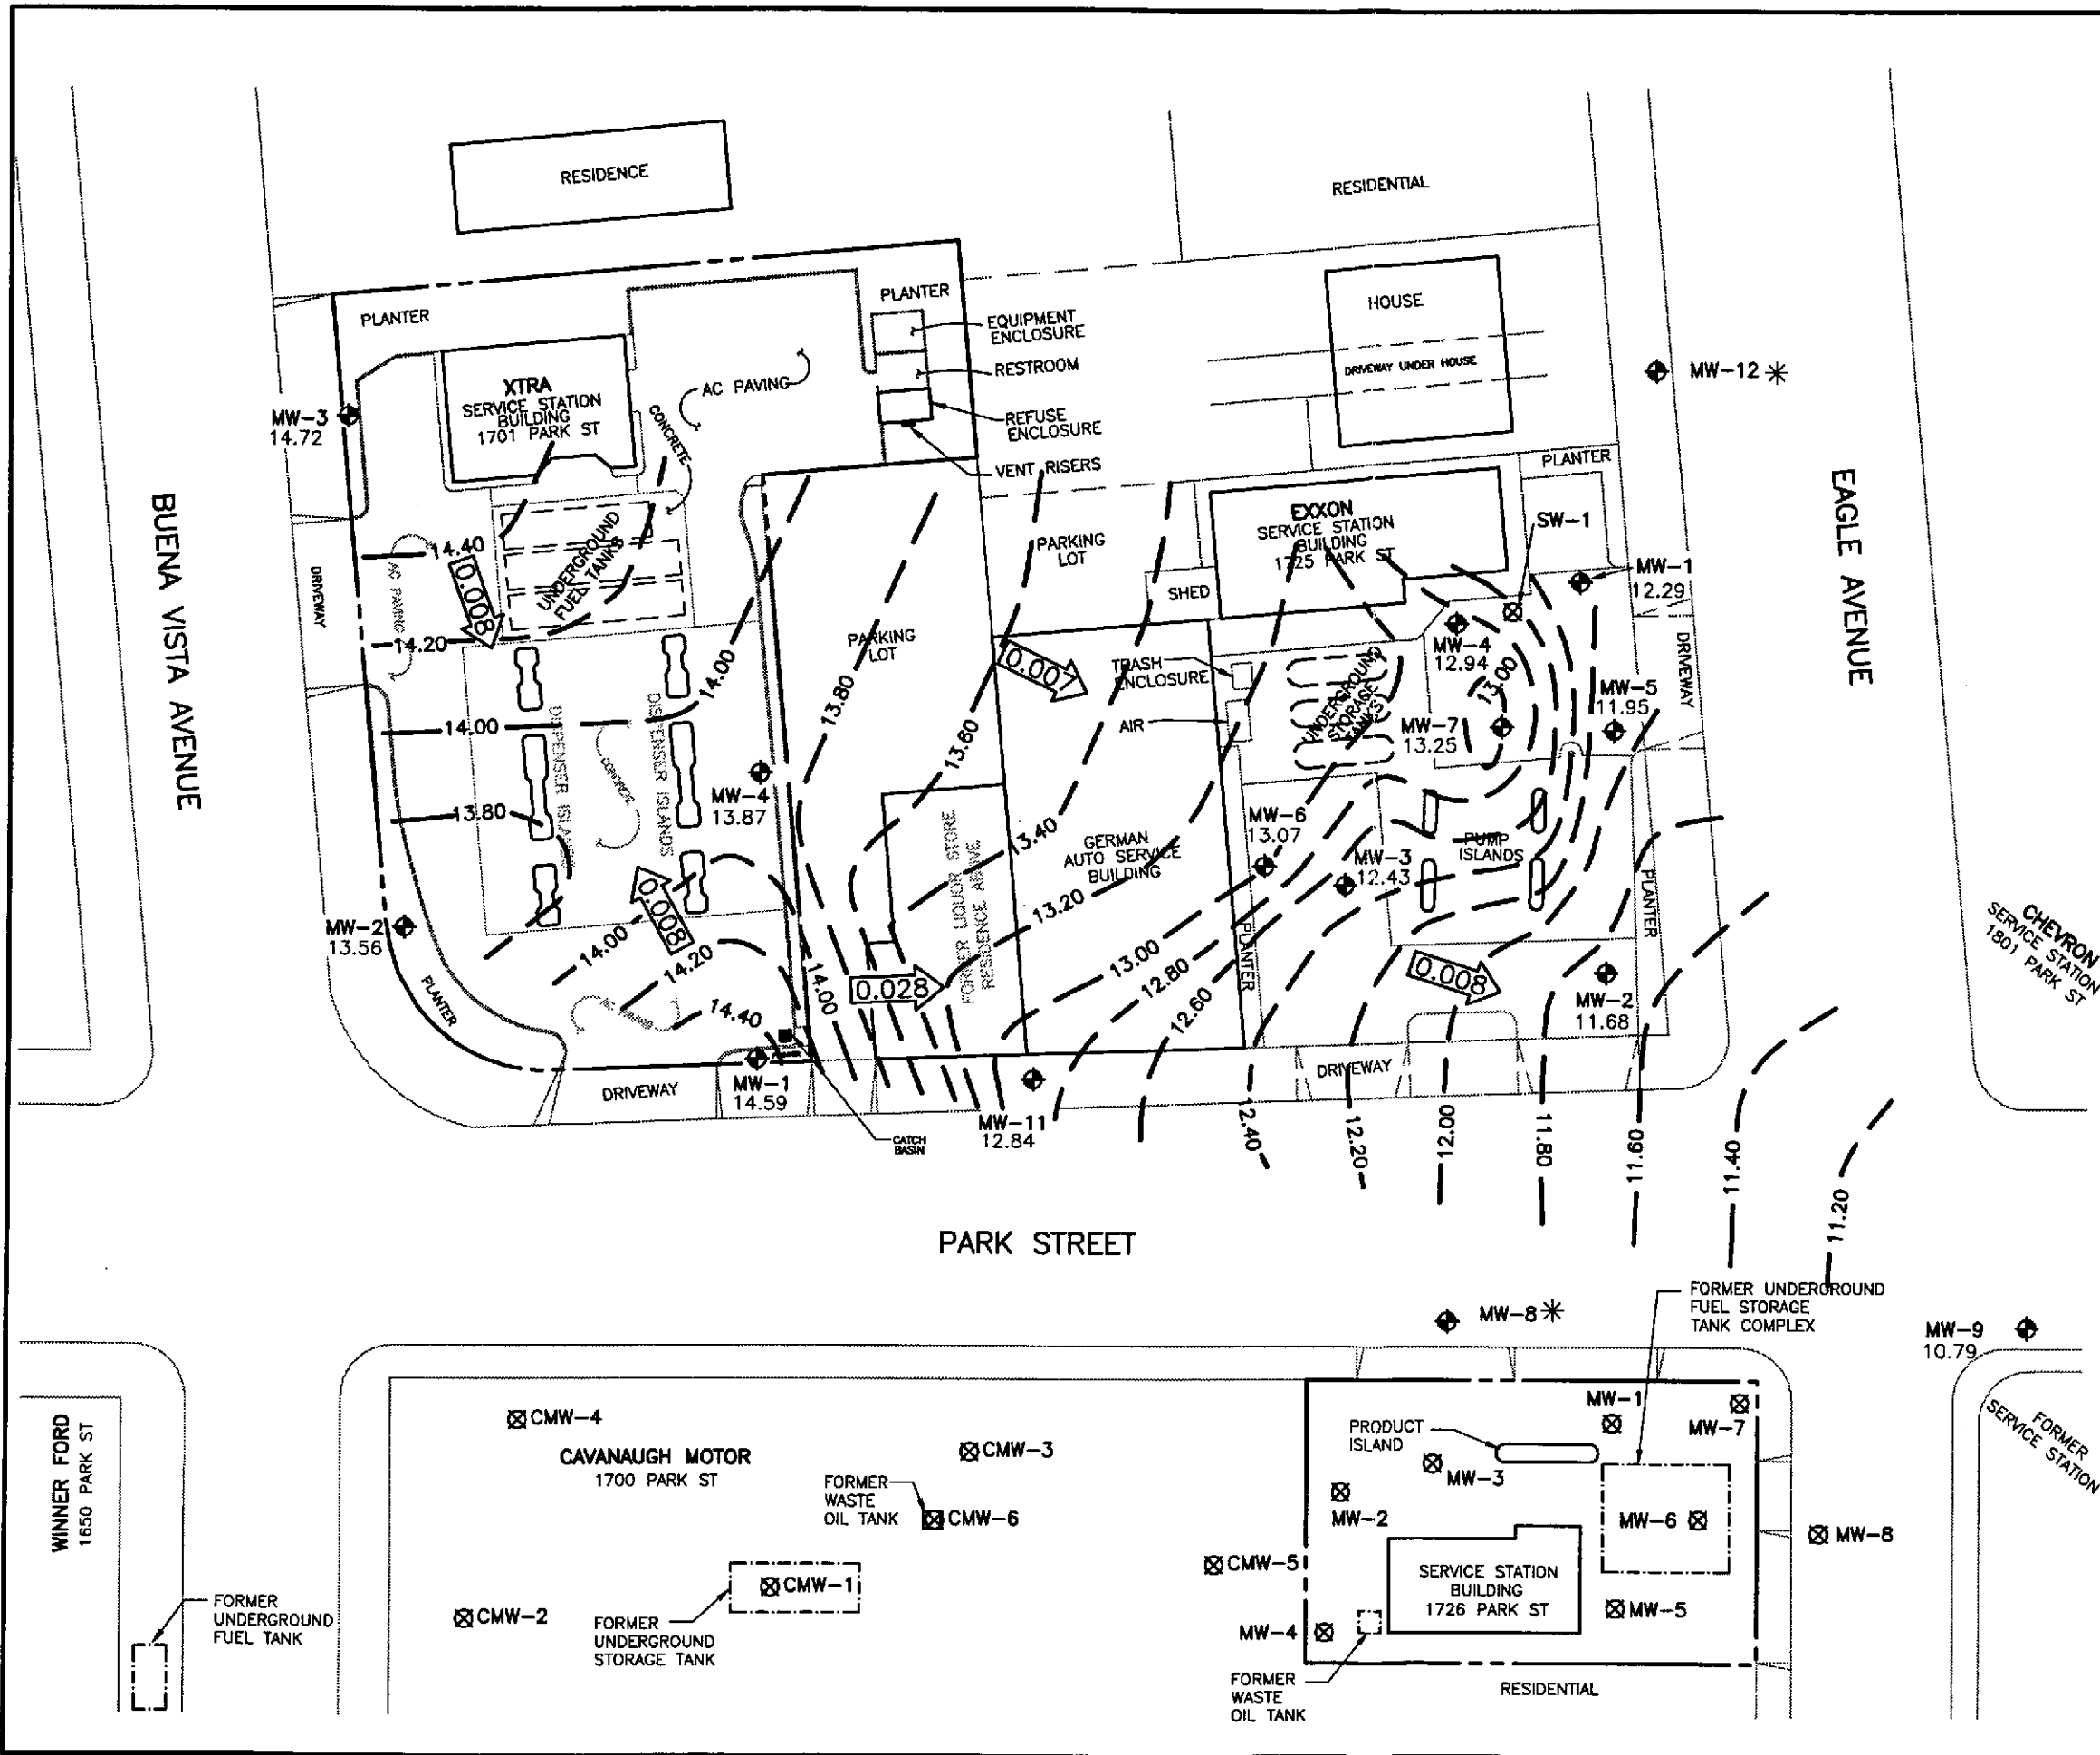 RESIDENCE
RESIDENTIAL
PLANTER
PLANTER
EQUIPMENT
ENCLOSURE
RESTROOM
REFUSE
ENCLOSURE
VENT RISERS
AC PAVING
CONCRETE
XTRA
SERVICE STATION
BUILDING
1701 PARK ST
MW-3
14.72
HOUSE
DRIVEWAY UNDER HOUSE
MW-12 *
PLANTER
EXXON
SERVICE STATION
BUILDING
1725 PARK ST
SW-1
MW-1
12.29
PARKING
LOT
SHED
BUENA VISTA AVENUE
EAGLE AVENUE
DRIVEWAY
AC PAVING
14.40
0.008
UNDERGROUND
FUEL TANKS
14.20
14.00
14.00
13.80
PARKING
LOT
13.80
13.60
0.007
TRASH
ENCLOSURE
AIR
UNDERGROUND
STORAGE
TANKS
MW-4
12.94
13.00
MW-7
13.25
MW-5
11.95
DRIVEWAY
DISPENSER ISLANDS
CONCRETE
DISPENSER ISLANDS
MW-4
13.87
MW-6
13.07
MW-3
12.43
PUMP
ISLANDS
PLANTER
GERMAN
AUTO SERVICE
BUILDING
FORMER LIQUOR STORE
RESIDENCE ABOVE
13.40
13.20
13.00
12.80
12.60
PLANTER
0.008
MW-2
11.68
MW-2
13.56
PLANTER
0.008
14.00
14.20
14.40
14.00
0.028
MW-1
14.59
DRIVEWAY
CATCH
BASIN
MW-11
12.84
DRIVEWAY
12.40
12.20
12.00
11.80
11.60
11.40
11.20
CHEVRON
SERVICE STATION
1801 PARK ST
PARK STREET
MW-8 *
FORMER UNDERGROUND
FUEL STORAGE
TANK COMPLEX
MW-9
10.79
FORMER
SERVICE STATION
WINNER FORD
1650 PARK ST
FORMER
UNDERGROUND
FUEL TANK
CMW-4
CAVANAUGH MOTOR
1700 PARK ST
CMW-3
FORMER
WASTE
OIL TANK
CMW-6
CMW-1
CMW-2
FORMER
UNDERGROUND
STORAGE TANK
CMW-5
PRODUCT
ISLAND
MW-1
MW-7
MW-3
MW-2
MW-6
MW-8
SERVICE STATION
BUILDING
1726 PARK ST
MW-5
MW-4
FORMER
WASTE
OIL TANK
RESIDENTIAL